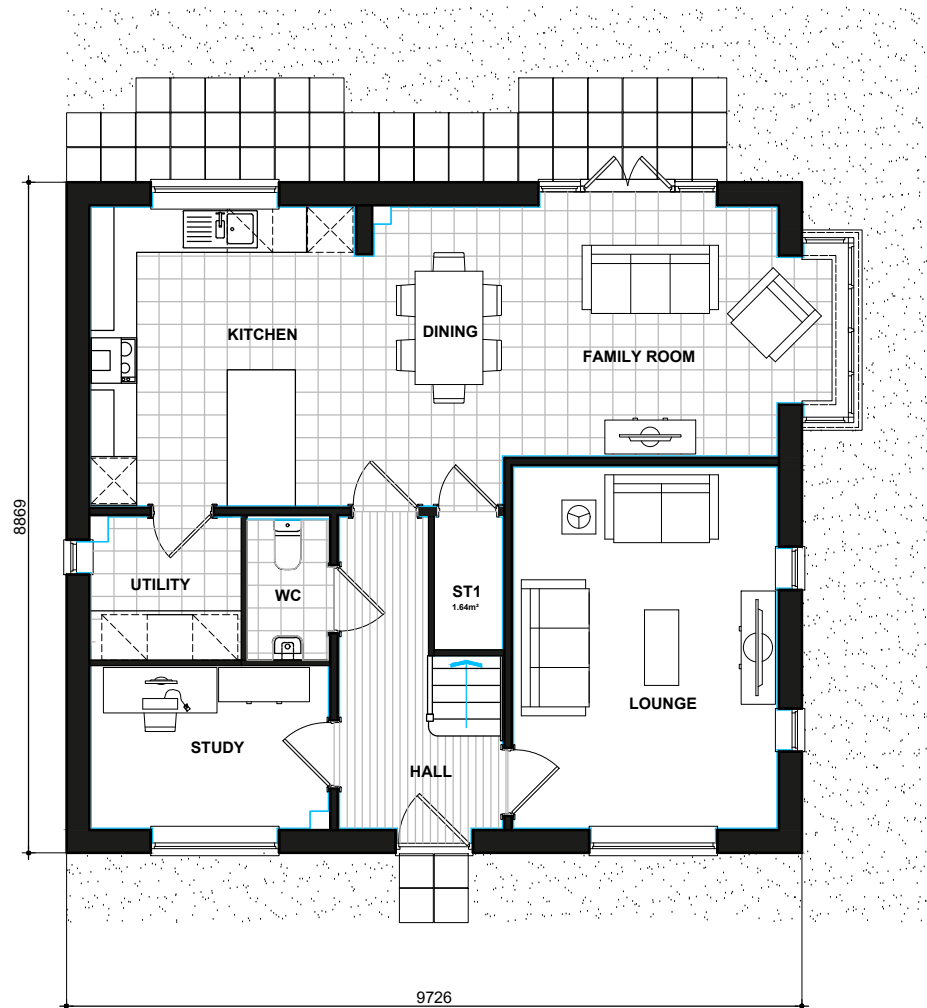 KITCHEN
DINING
FAMILY ROOM
8869
UTILITY
WC
ST1
1.64m²
LOUNGE
STUDY
HALL
9726